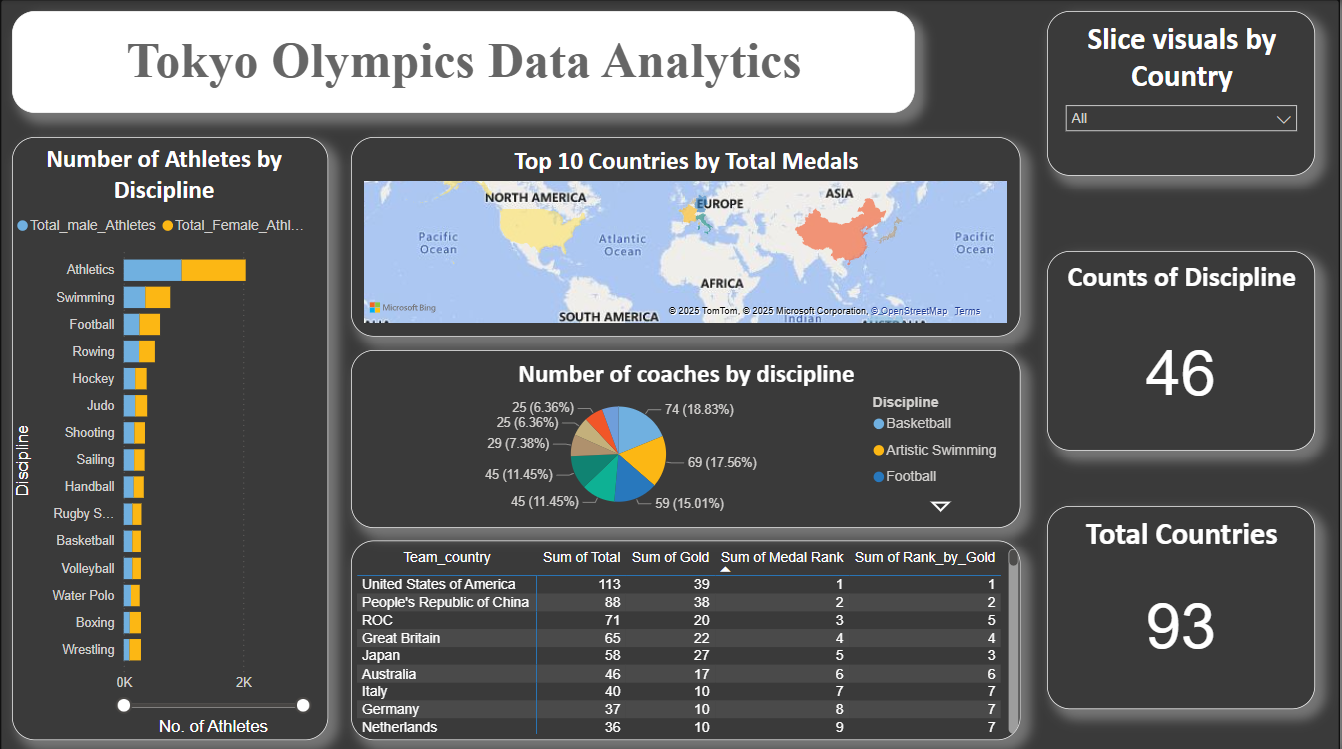 Tokyo Olympics Data Analytics
Slice visuals by
Country
All
Number of Athletes by
Discipline
Total_male_Athletes Total_Female_Athl...
Discipline
Athletics
Swimming
Football
Rowing
Hockey
Judo
Shooting
Sailing
Handball
Rugby S...
Basketball
Volleyball
Water Polo
Boxing
Wrestling
0K 2K
No. of Athletes
Top 10 Countries by Total Medals
NORTH AMERICA
EUROPE
ASIA
Pacific
Ocean
Atlantic
Ocean
Pacific
Ocean
AFRICA
SOUTH AMERICA
Indian
Microsoft Bing
© 2025 TomTom, © 2025 Microsoft Corporation, © OpenStreetMap Terms
Number of coaches by discipline
74 (18.83%)
69 (17.56%)
59 (15.01%)
45 (11.45%)
45 (11.45%)
29 (7.38%)
25 (6.36%)
25 (6.36%)
Discipline
Basketball
Artistic Swimming
Football
Team_country Sum of Total Sum of Gold Sum of Medal Rank Sum of Rank_by_Gold
United States of America 113 39 1 1
People's Republic of China 88 38 2 2
ROC 71 20 3 5
Great Britain 65 22 4 4
Japan 58 27 5 3
Australia 46 17 6 6
Italy 40 10 7 7
Germany 37 10 8 7
Netherlands 36 10 9 7
Counts of Discipline
46
Total Countries
93